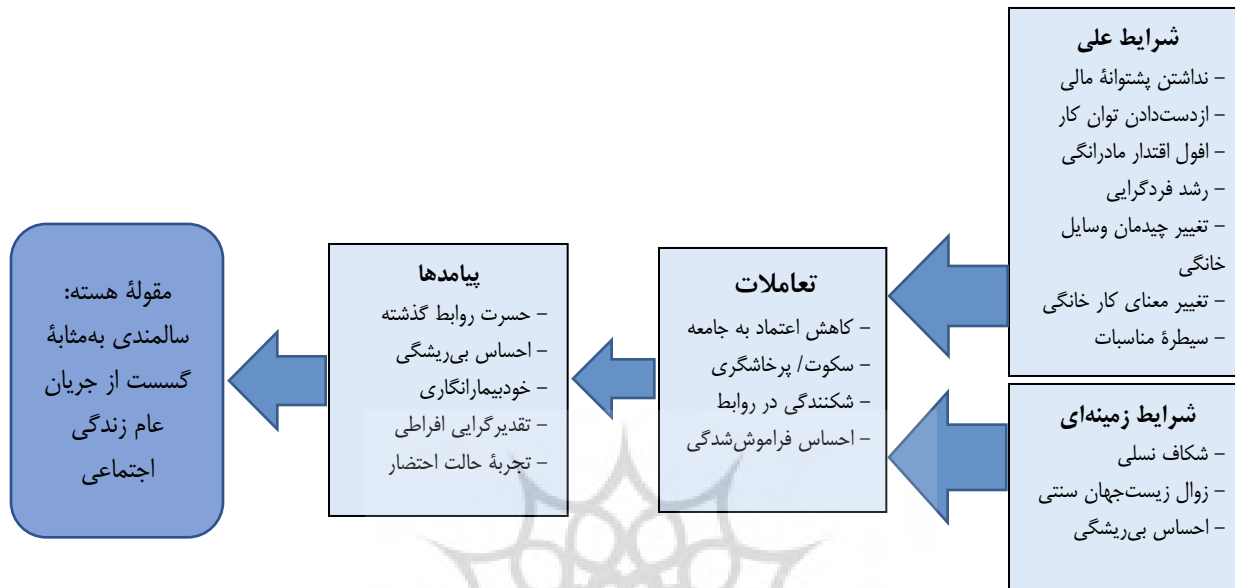 شرایط علی
– نداشتن پشتوانهٔ مالی
– ازدست‌دادن توان کار
– افول اقتدار مادرانگی
– رشد فردگرایی
– تغییر چیدمان وسایل
خانگی
– تغییر معنای کار خانگی
– سیطرهٔ مناسبات
شرایط زمینه‌ای
– شکاف نسلی
– زوال زیست‌جهان سنتی
– احساس بی‌ریشگی
تعاملات
– کاهش اعتماد به جامعه
– سکوت/ پرخاشگری
– شکنندگی در روابط
– احساس فراموش‌شدگی
پیامدها
– حسرت روابط گذشته
– احساس بی‌ریشگی
– خودبیمارانگاری
– تقدیرگرایی افراطی
– تجربهٔ حالت احتضار
مقولهٔ هسته:
سالمندی به‌مثابهٔ
گسست از جریان
عام زندگی
اجتماعی